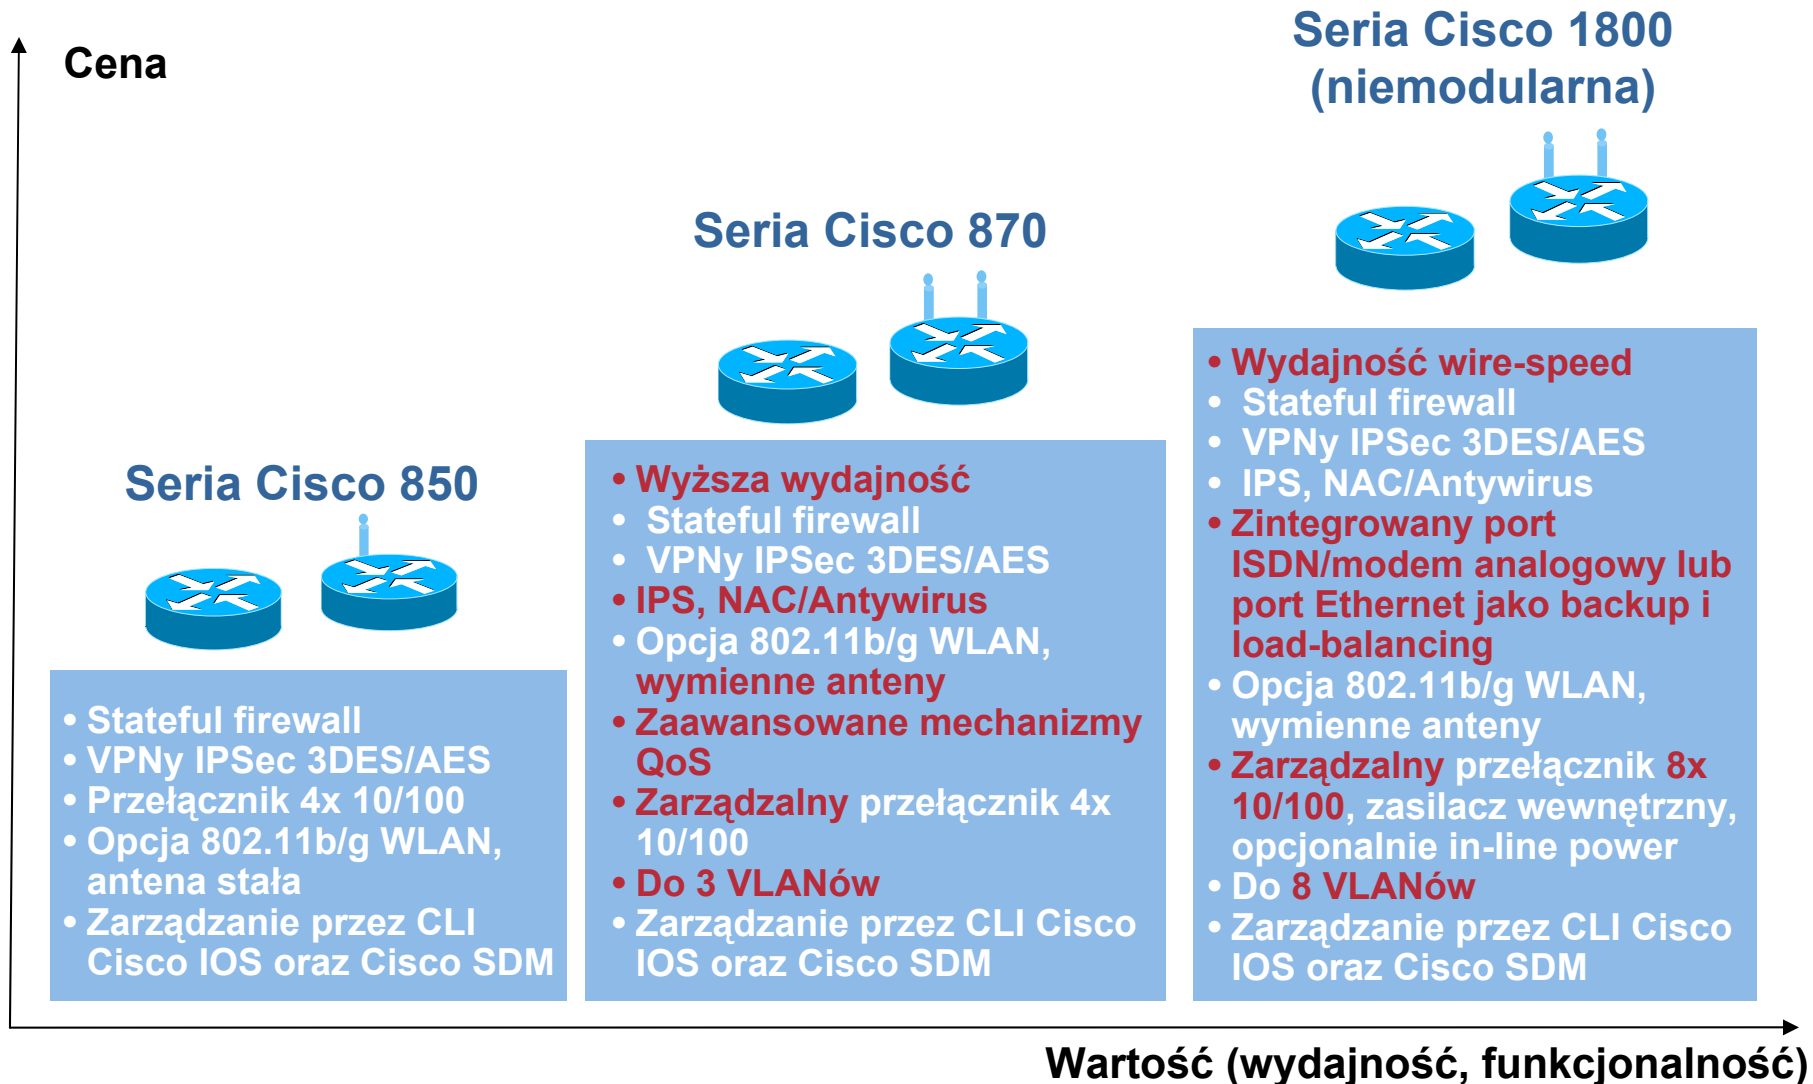 Cena
Seria Cisco 850
• Stateful firewall
• VPNy IPSec 3DES/AES
• Przełącznik 4x 10/100
• Opcja 802.11b/g WLAN,
antena stała
• Zarządzanie przez CLI
Cisco IOS oraz Cisco SDM
Seria Cisco 870
• Wyższa wydajność
• Stateful firewall
• VPNy IPSec 3DES/AES
• IPS, NAC/Antywirus
• Opcja 802.11b/g WLAN,
wymienne anteny
• Zaawansowane mechanizmy
QoS
• Zarządzalny przełącznik 4x
10/100
• Do 3 VLANów
• Zarządzanie przez CLI Cisco
IOS oraz Cisco SDM
Seria Cisco 1800
(niemodularna)
• Wydajność wire-speed
• Stateful firewall
• VPNy IPSec 3DES/AES
• IPS, NAC/Antywirus
• Zintegrowany port
ISDN/modem analogowy lub
port Ethernet jako backup i
load-balancing
• Opcja 802.11b/g WLAN,
wymienne anteny
• Zarządzalny przełącznik 8x
10/100, zasilacz wewnętrzny,
opcjonalnie in-line power
• Do 8 VLANów
• Zarządzanie przez CLI Cisco
IOS oraz Cisco SDM
Wartość (wydajność, funkcjonalność)